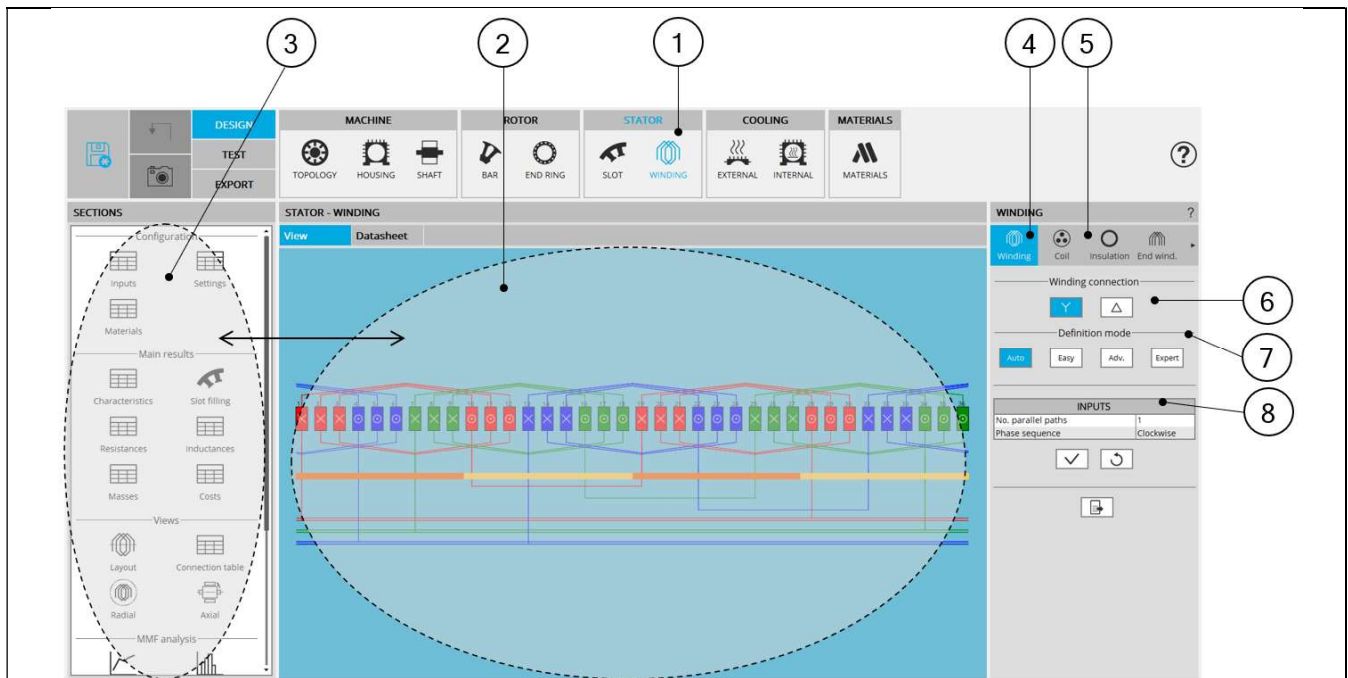 3 2 1 4 5
DESIGN MACHINE ROTOR STATOR COOLING MATERIALS
TEST
EXPORT
TOPOLOGY HOUSING SHAFT BAR END RING SLOT WINDING EXTERNAL INTERNAL MATERIALS
?
SECTIONS
Configuration
Inputs Settings
Materials
Main results
Characteristics Slot filling
Resistances Inductances
Masses Costs
Views
Layout Connection table
Radial Axial
MMF analysis
STATOR - WINDING
View Datasheet
WINDING ?
Winding Coil Insulation End wind.
Winding connection
6
Definition mode
7
Auto Easy Adv. Expert
INPUTS
8
No. parallel paths 1
Phase sequence Clockwise